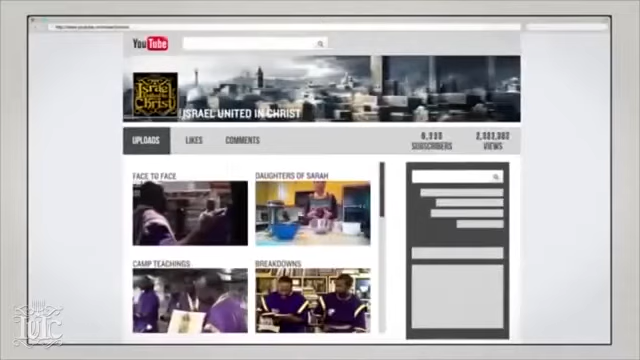 YouTube
Israel
United in
Christ
ISRAEL UNITED IN CHRIST
UPLOADS
LIKES
COMMENTS
SUBSCRIBERS
VIEWS
FACE TO FACE
DAUGHTERS OF SARAH
CAMP TEACHINGS
BREAKDOWNS
IUIC